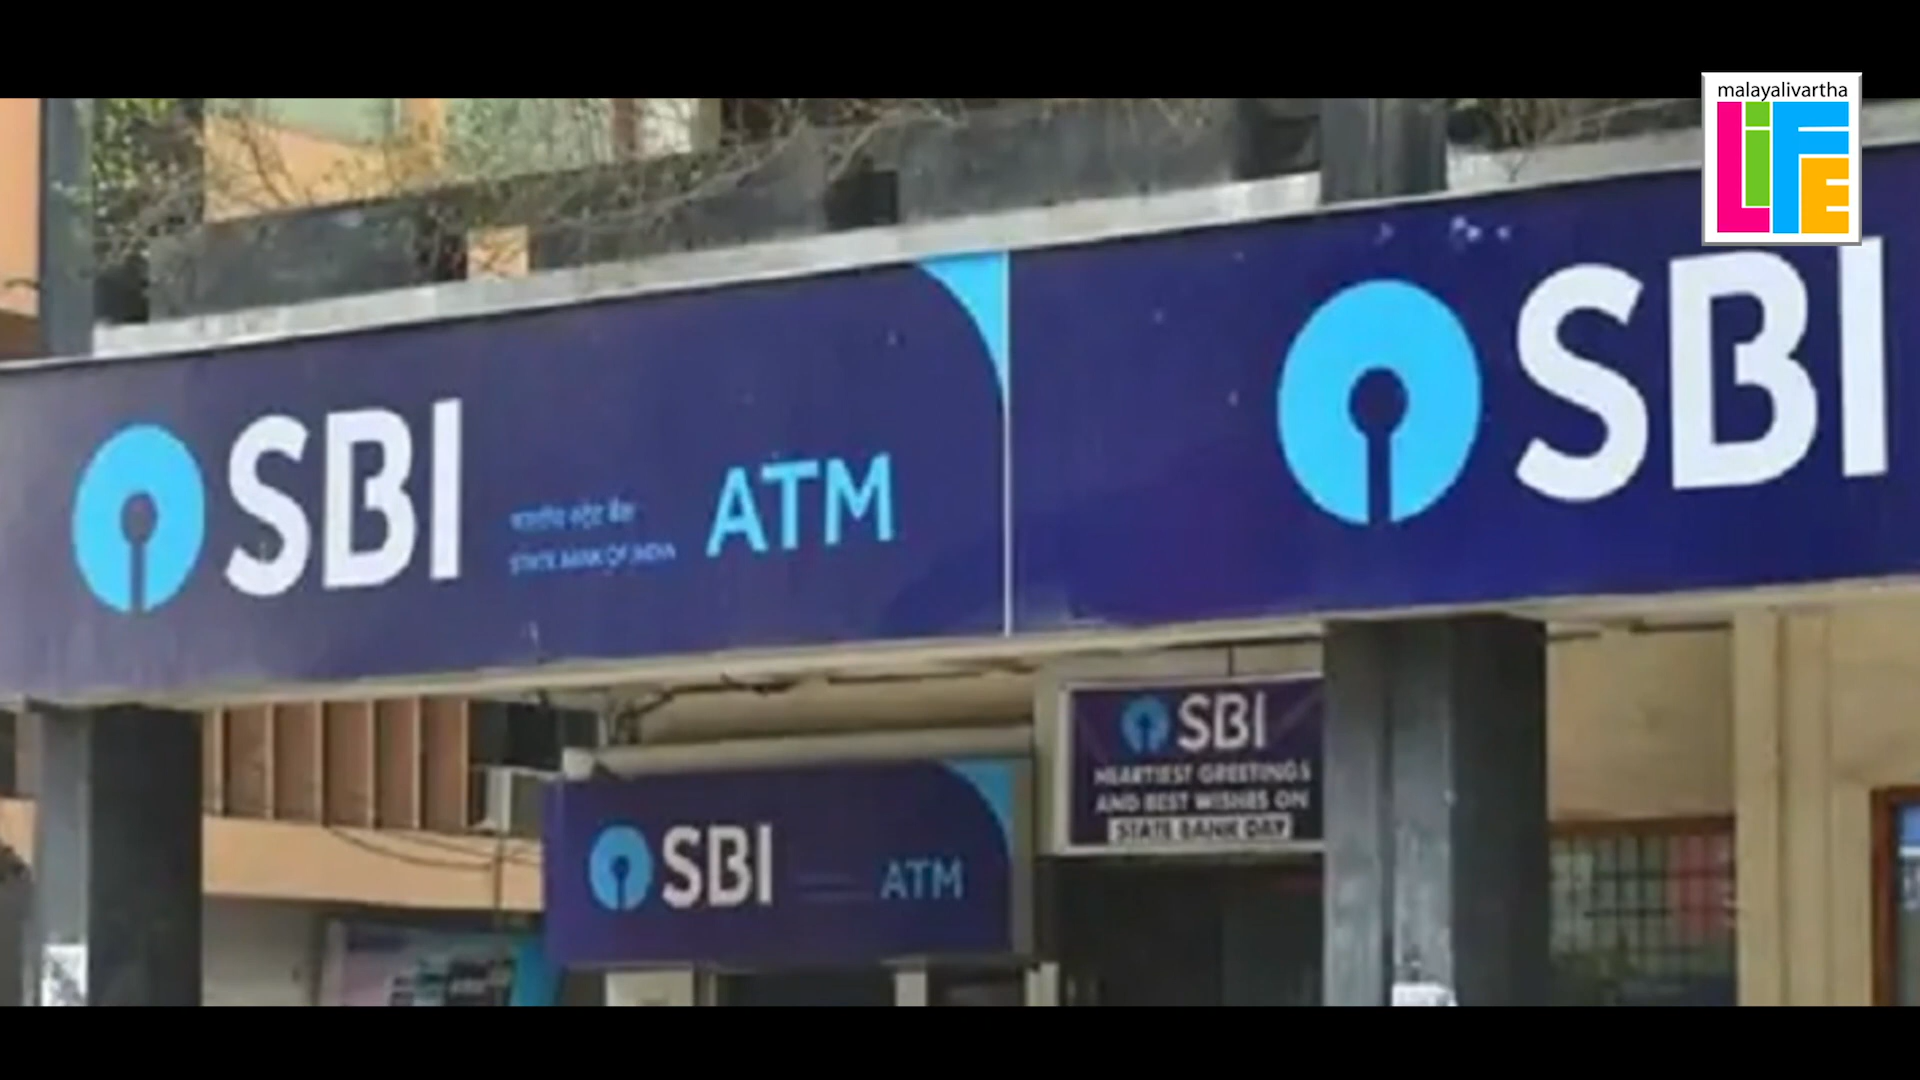 malayalivartha
LiFE
SBI
भारतीय स्टेट बैंक
STATE BANK OF INDIA
ATM
SBI
SBI
HEARTIEST GREETINGS
AND BEST WISHES ON
STATE BANK DAY
SBI
ATM